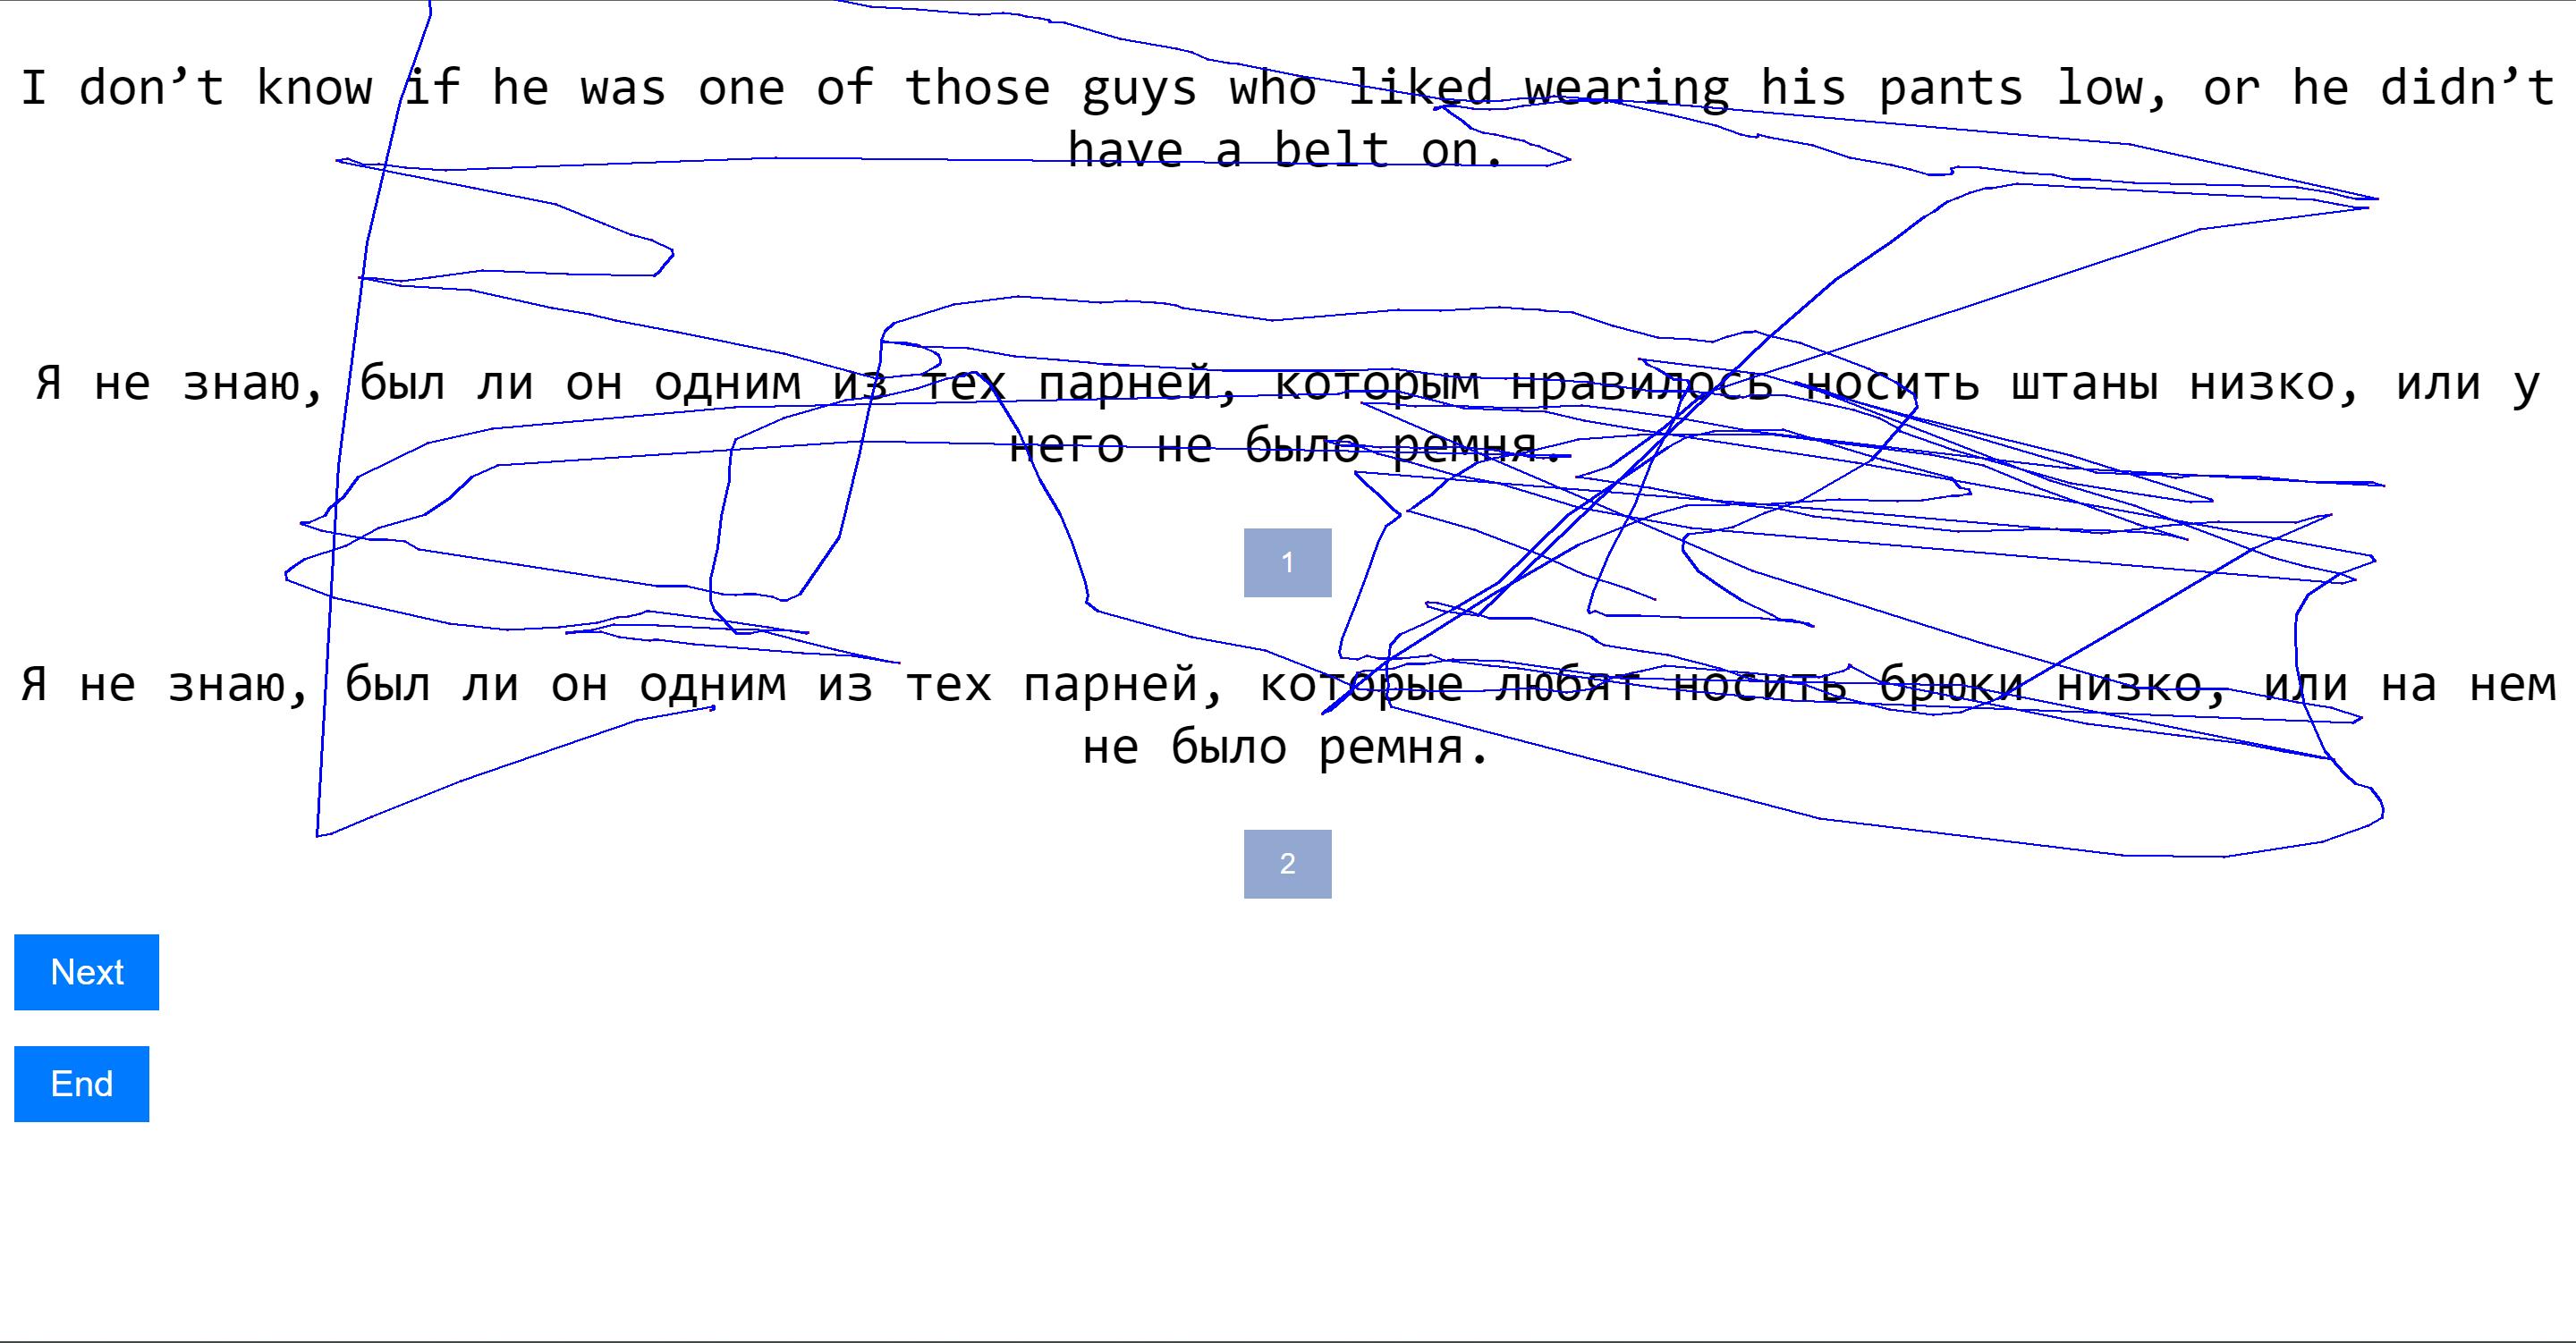 I don’t know if he was one of those guys who liked wearing his pants low, or he didn’t
have a belt on.
Я не знаю, был ли он одним из тех парней, которым нравилось носить штаны низко, или у
него не было ремня.
1
Я не знаю, был ли он одним из тех парней, которые любят носить брюки низко, или на нем
не было ремня.
2
Next
End